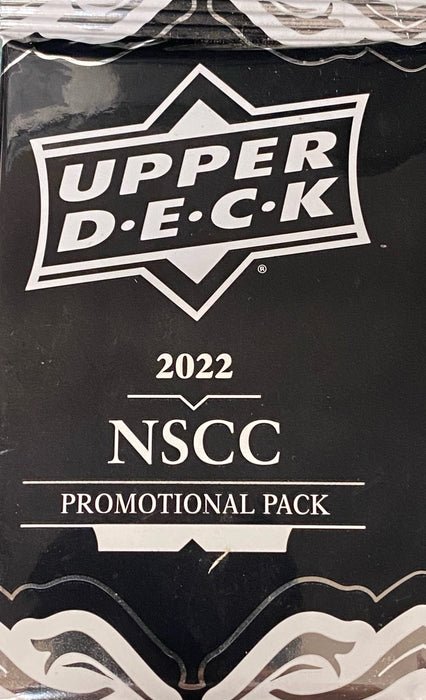 UPPER
D·E·C·K
®
2022
NSCC
PROMOTIONAL PACK